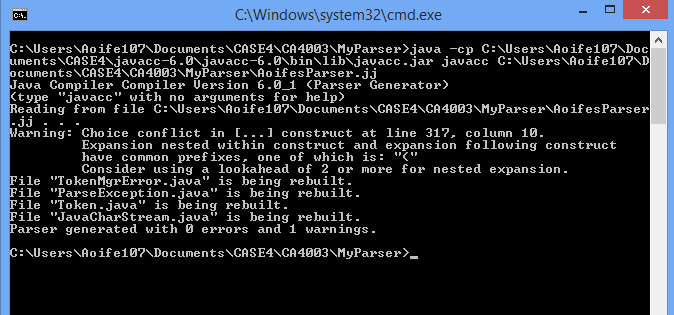 C:\Windows\system32\cmd.exe
C:\Users\Aoife107\Documents\CASE4\CA4003\MyParser>java -cp C:\Users\Aoife107\Doc
uments\CASE4\javacc-6.0\javacc-6.0\bin\lib\javacc.jar javacc C:\Users\Aoife107\D
ocuments\CASE4\CA4003\MyParser\AoifesParser.jj
Java Compiler Compiler Version 6.0_1 (Parser Generator)
(type "javacc" with no arguments for help)
Reading from file C:\Users\Aoife107\Documents\CASE4\CA4003\MyParser\AoifesParser
.jj . . .
Warning: Choice conflict in [...] construct at line 317, column 10.
Expansion nested within construct and expansion following construct
have common prefixes, one of which is: "("
Consider using a lookahead of 2 or more for nested expansion.
File "TokenMgrError.java" is being rebuilt.
File "ParseException.java" is being rebuilt.
File "Token.java" is being rebuilt.
File "JavaCharStream.java" is being rebuilt.
Parser generated with 0 errors and 1 warnings.
C:\Users\Aoife107\Documents\CASE4\CA4003\MyParser>_